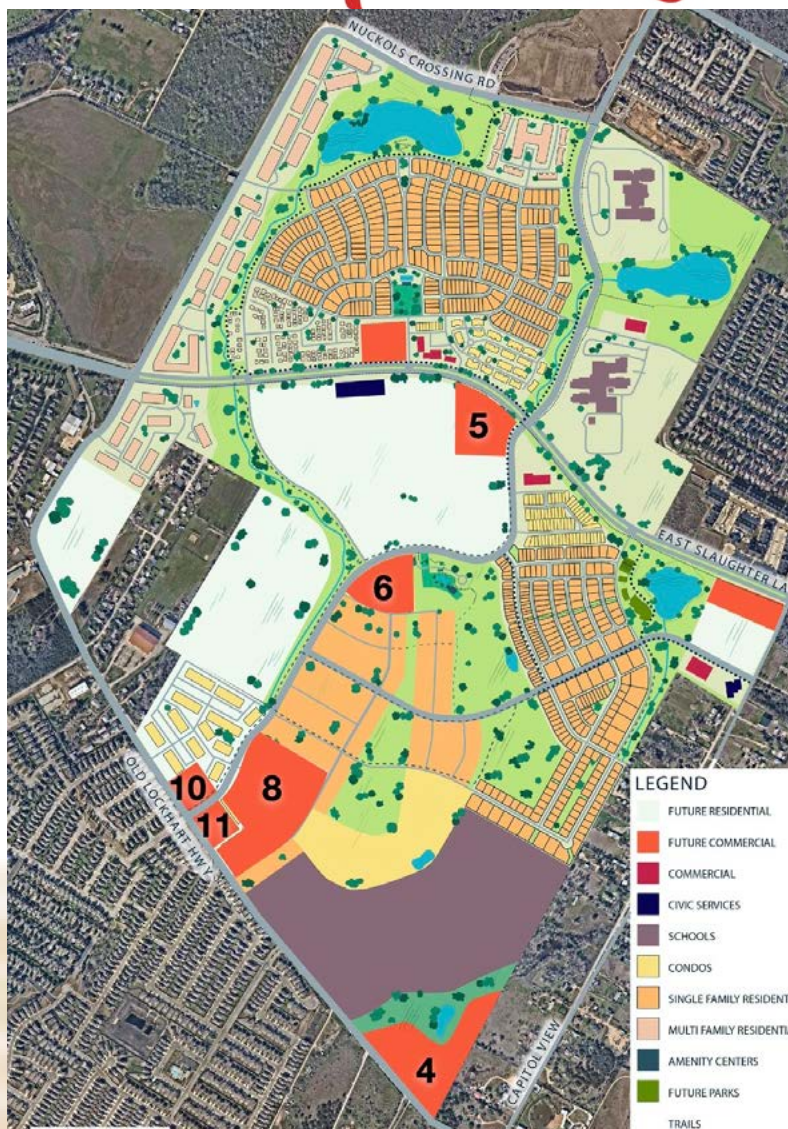 NUCKOLS CROSSING RD
5
EAST SLAUGHTER LA
6
10
8
11
OLD LOCKHART HWY
4
CAPITOL VIEW
LEGEND
FUTURE RESIDENTIAL
FUTURE COMMERCIAL
COMMERCIAL
CIVIC SERVICES
SCHOOLS
CONDOS
SINGLE FAMILY RESIDENT
MULTI FAMILY RESIDENTIA
AMENITY CENTERS
FUTURE PARKS
TRAILS